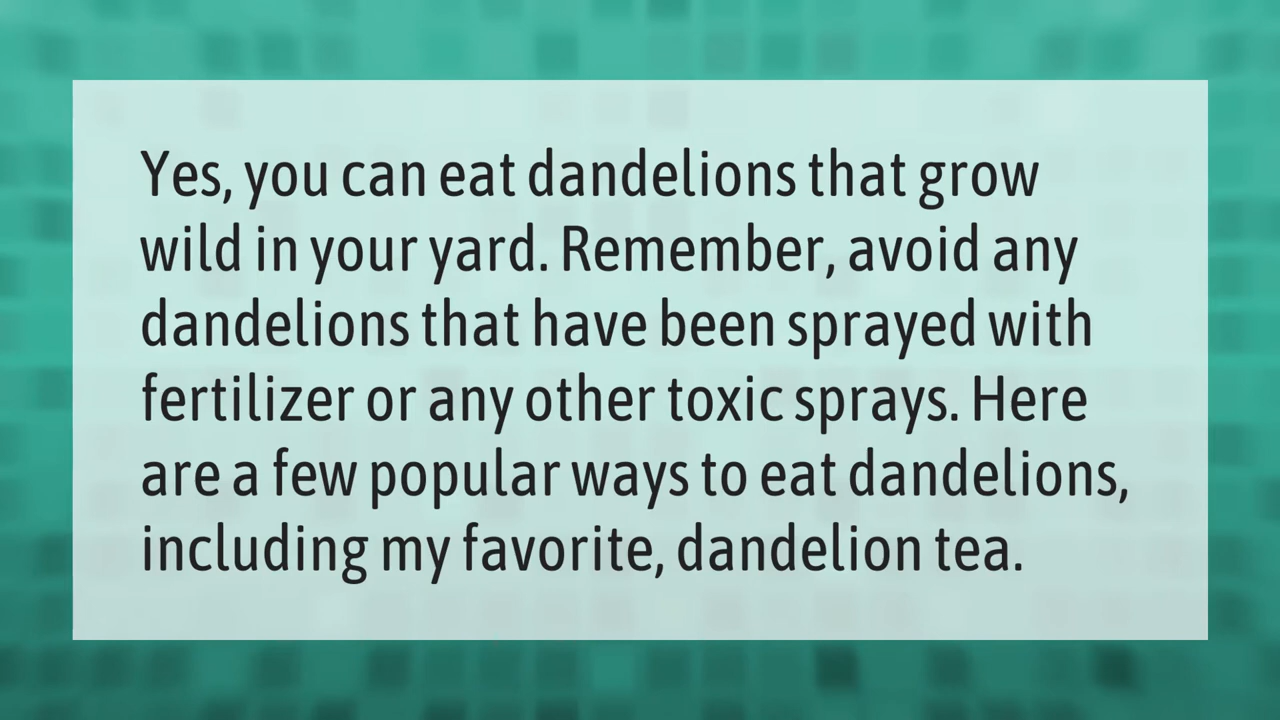 Yes, you can eat dandelions that grow
wild in your yard. Remember, avoid any
dandelions that have been sprayed with
fertilizer or any other toxic sprays. Here
are a few popular ways to eat dandelions,
including my favorite, dandelion tea.